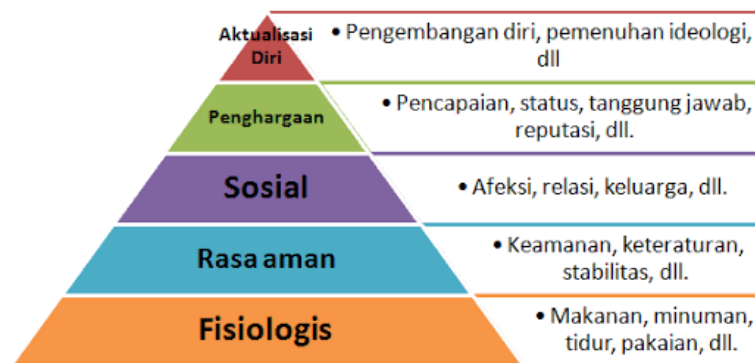 Aktualisasi
Diri
• Pengembangan diri, pemenuhan ideologi,
dll
Penghargaan
• Pencapaian, status, tanggung jawab,
reputasi, dll.
Sosial
• Afeksi, relasi, keluarga, dll.
Rasa aman
• Keamanan, keteraturan,
stabilitas, dll.
Fisiologis
• Makanan, minuman,
tidur, pakaian, dll.